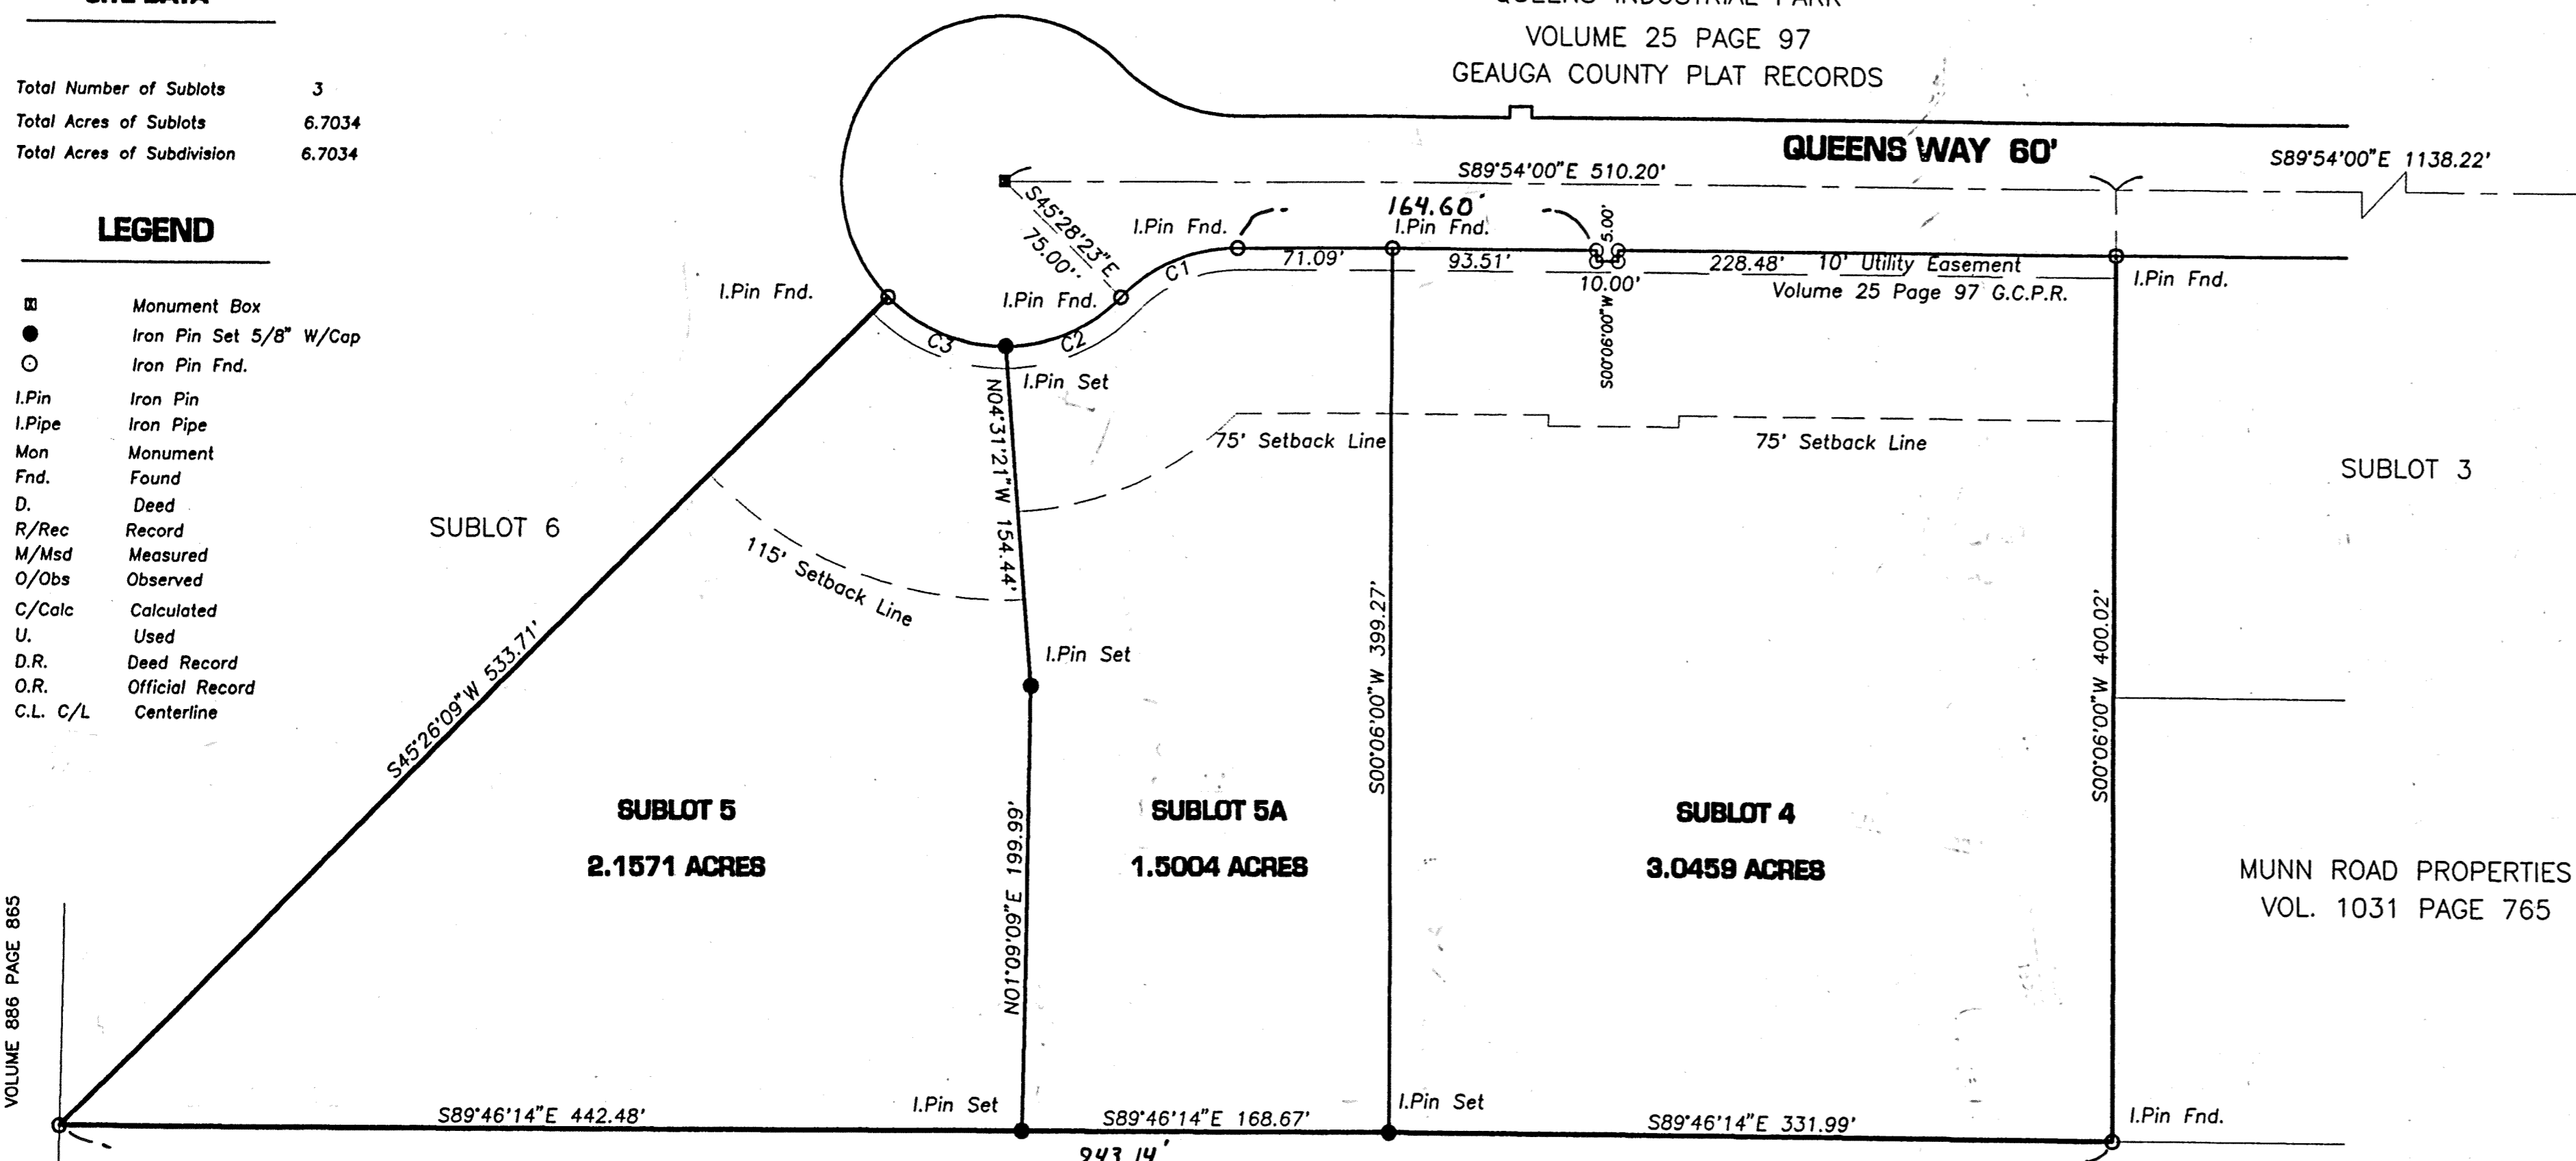 SITE DATA
Total Number of Sublots 3
Total Acres of Sublots 6.7034
Total Acres of Subdivision 6.7034
LEGEND
Monument Box
Iron Pin Set 5/8" W/Cap
Iron Pin Fnd.
I.Pin Iron Pin
I.Pipe Iron Pipe
Mon Monument
Fnd. Found
D. Deed
R/Rec Record
M/Msd Measured
O/Obs Observed
C/Calc Calculated
U. Used
D.R. Deed Record
O.R. Official Record
C.L. C/L Centerline
QUEENS INDUSTRIAL PARK
VOLUME 25 PAGE 97
GEAUGA COUNTY PLAT RECORDS
QUEENS WAY 60'
S89°54'00"E 510.20'
S89°54'00"E 1138.22'
S45°28'23"E
75.00'
164.60'
I.Pin Fnd.
I.Pin Fnd.
5.00'
C1
71.09'
93.51'
228.48'
10' Utility Easement
10.00'
Volume 25 Page 97 G.C.P.R.
I.Pin Fnd.
I.Pin Fnd.
I.Pin Fnd.
C3
C2
S00°06'00"W
I.Pin Set
N04°31'21"W 154.44'
75' Setback Line
75' Setback Line
SUBLOT 3
SUBLOT 6
115' Setback Line
I.Pin Set
S45°26'09"W 533.71'
S00°06'00"W 399.27'
S00°06'00"W 400.02'
SUBLOT 5
2.1571 ACRES
SUBLOT 5A
1.5004 ACRES
SUBLOT 4
3.0459 ACRES
N01°09'09"E 199.99'
MUNN ROAD PROPERTIES
VOL. 1031 PAGE 765
VOLUME 886 PAGE 865
S89°46'14"E 442.48'
I.Pin Set
S89°46'14"E 168.67'
I.Pin Set
S89°46'14"E 331.99'
I.Pin Fnd.
943.14'